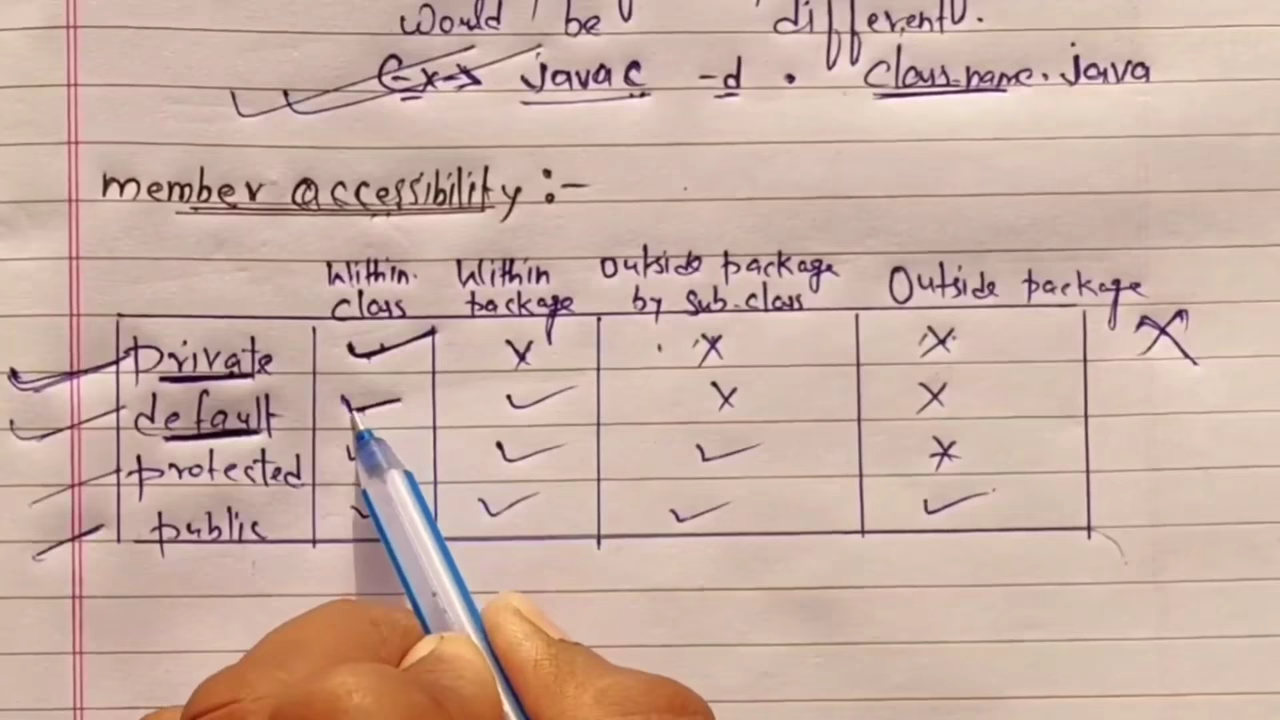 would be different.
Ex→ javac -d . Class-name.java
member accessibility :-
Within class Within package Outside package by sub-class Outside package
private ✓ X X X X
default ✓ ✓ X X
protected ✓ ✓ ✓ X
public ✓ ✓ ✓ ✓